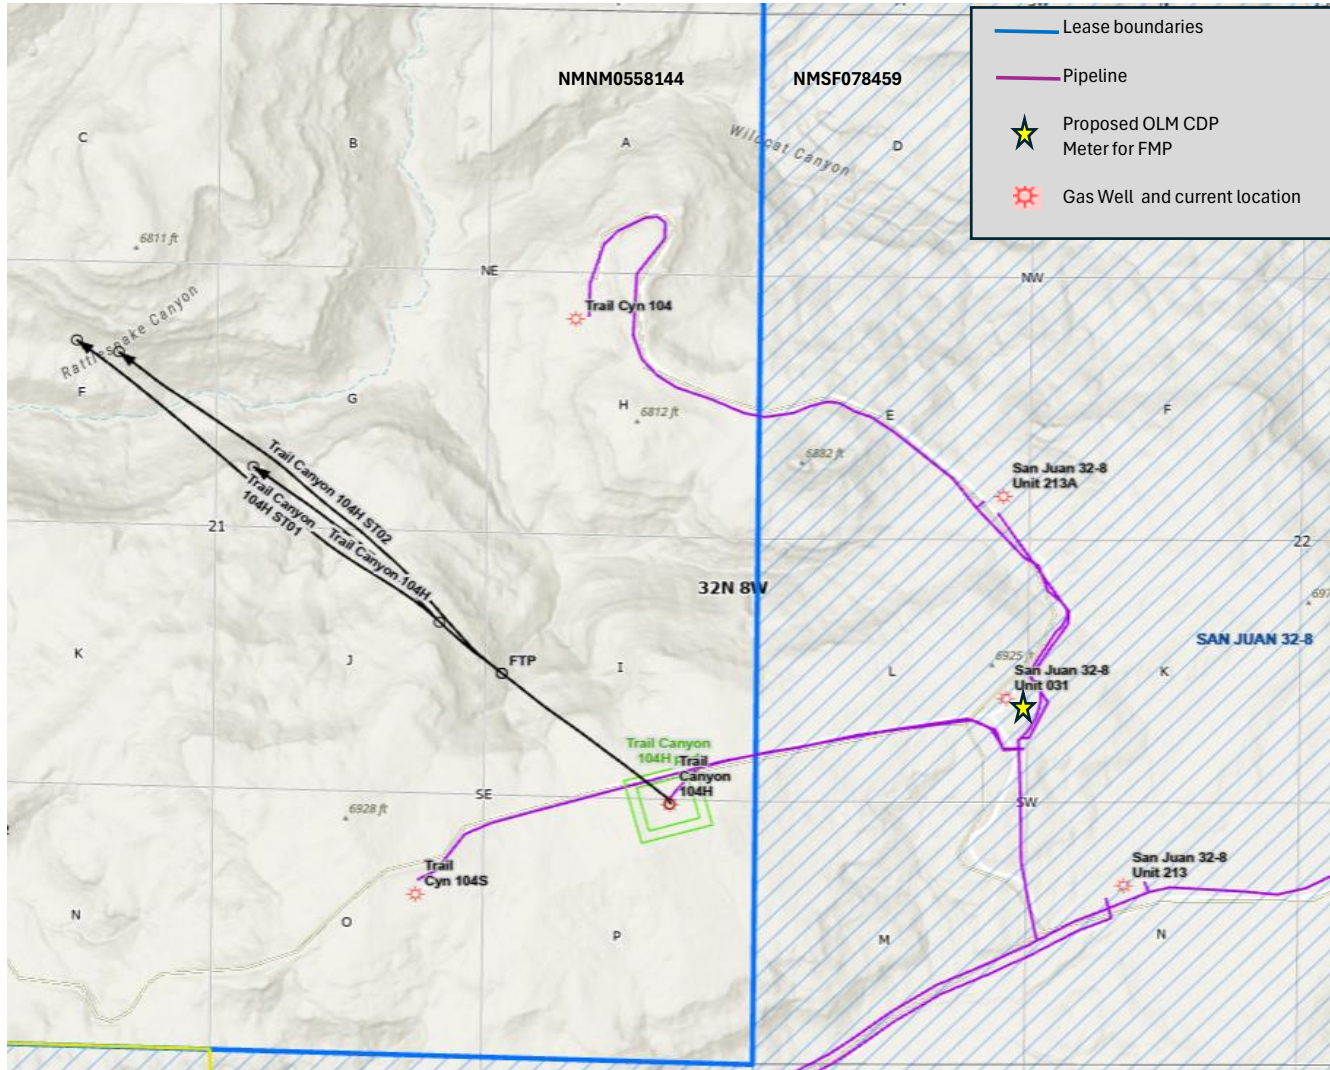 Lease boundaries
Pipeline
Proposed OLM CDP
Meter for FMP
Gas Well and current location
NMNM0558144
NMSF078459
C
B
A
Wildcat Canyon
D
6811 ft
NE
NW
Trail Cyn 104
Rattlesnake Canyon
F
G
H
6812 ft
E
F
6882 ft
San Juan 32-8
Unit 213A
Trail Canyon 104H ST02
Trail Canyon
104H ST01
Trail Canyon 104H
21
22
32N 8W
SAN JUAN 32-8
K
J
FTP
I
L
6925 ft
San Juan 32-8
Unit 031
K
Trail Canyon
104H
Trail
Canyon
104H
SE
SW
6928 ft
Trail
Cyn 104S
San Juan 32-8
Unit 213
N
O
P
M
N